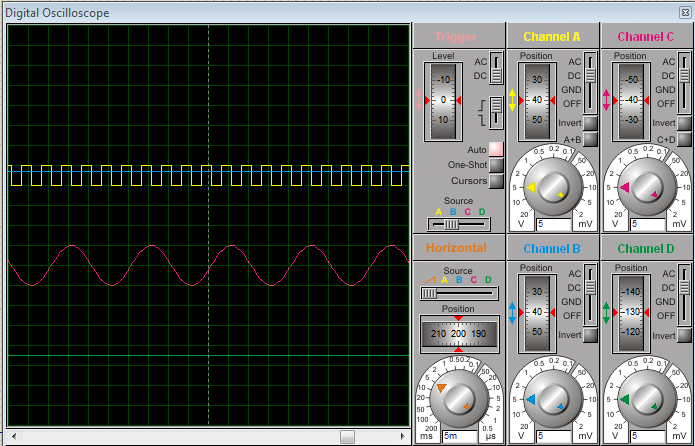 Digital Oscilloscope
Trigger
Level
-10
0
10
AC
DC
Auto
One-Shot
Cursors
Source
A B C D
Channel A
Position
30
40
50
AC
DC
GND
OFF
Invert
A+B
0.5 0.2 0.1
1 50
2 20
5 10
10 5
20 2
V 5 mV
Channel C
Position
-50
-40
-30
AC
DC
GND
OFF
Invert
C+D
0.5 0.2 0.1
1 50
2 20
5 10
10 5
20 2
V 5 mV
Horizontal
Source
A B C D
Position
210 200 190
1 0.5 0.2 0.1
2 50
5 20
10 10
20 5
50 2
100 1
200 0.5
ms 5m µs
Channel B
Position
30
40
50
AC
DC
GND
OFF
Invert
0.5 0.2 0.1
1 50
2 20
5 10
10 5
20 2
V 5 mV
Channel D
Position
-140
-130
-120
AC
DC
GND
OFF
Invert
0.5 0.2 0.1
1 50
2 20
5 10
10 5
20 2
V 5 mV